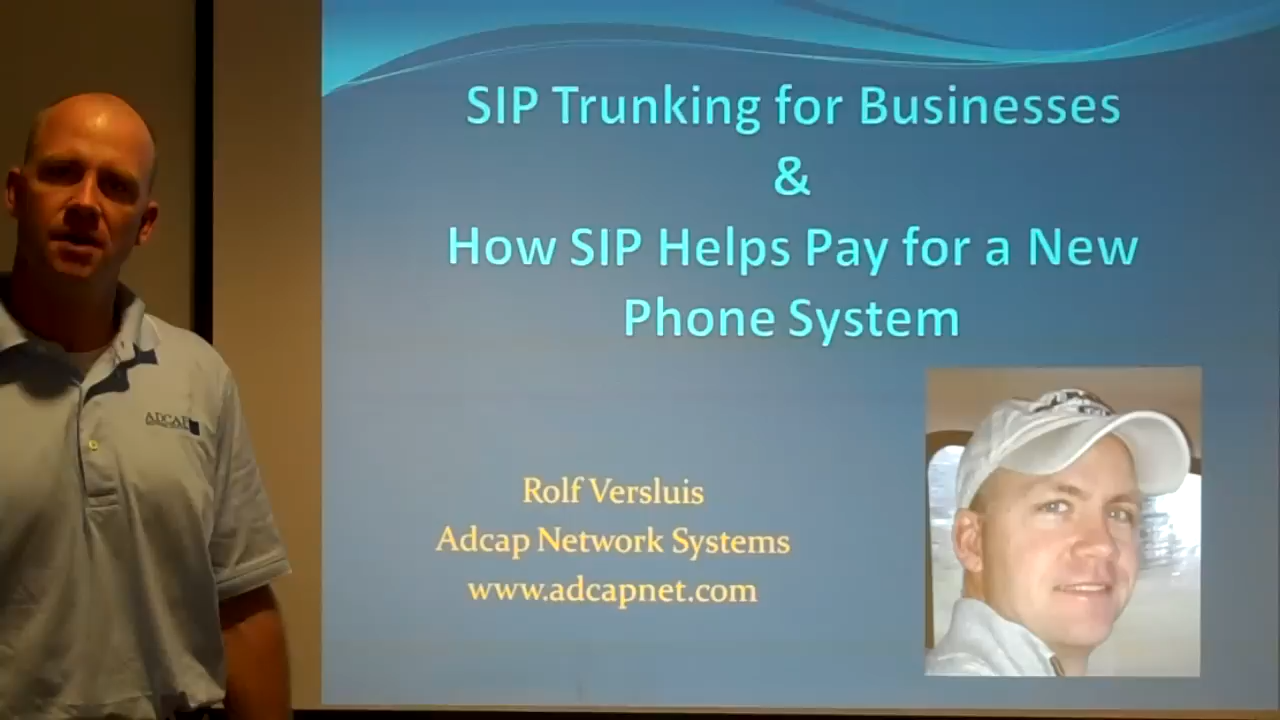 SIP Trunking for Businesses
&
How SIP Helps Pay for a New
Phone System
Rolf Versluis
Adcap Network Systems
www.adcapnet.com
ADCAP